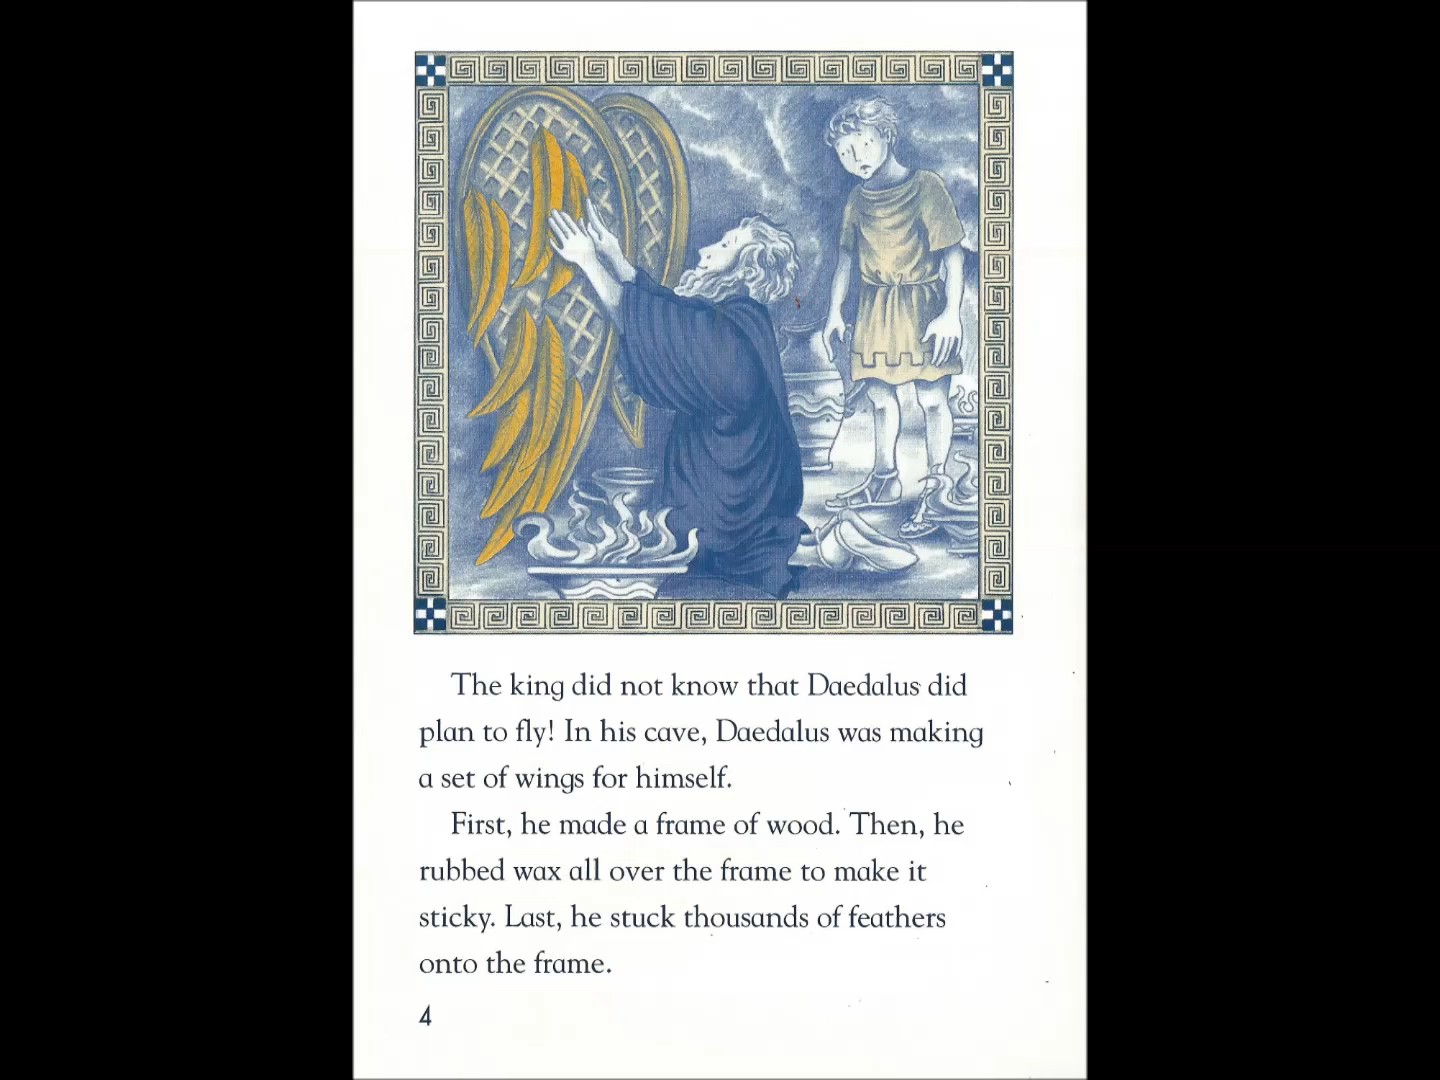 The king did not know that Daedalus did
plan to fly! In his cave, Daedalus was making
a set of wings for himself.
First, he made a frame of wood. Then, he
rubbed wax all over the frame to make it
sticky. Last, he stuck thousands of feathers
onto the frame.
4